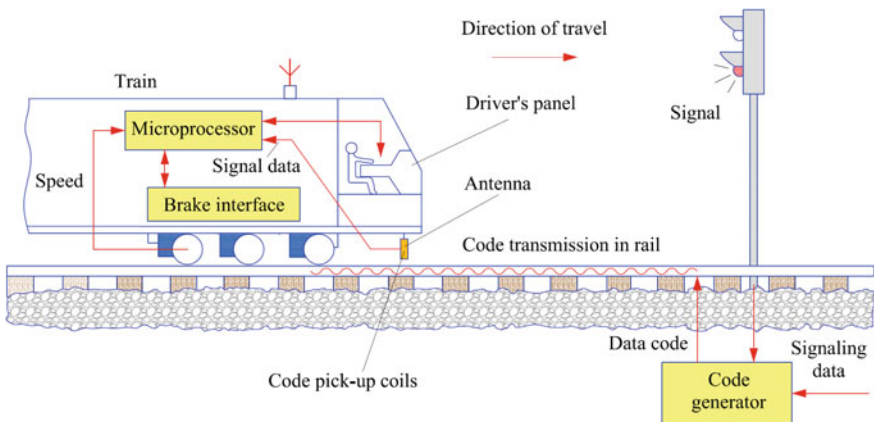 Direction of travel
Train
Driver's panel
Signal
Microprocessor
Signal data
Speed
Antenna
Brake interface
Code transmission in rail
Data code
Signaling
data
Code pick-up coils
Code
generator